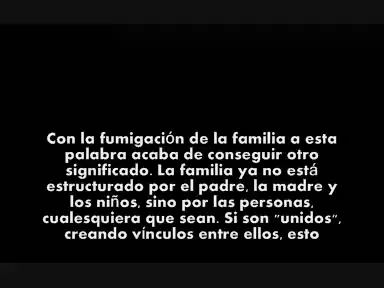 Con la fumigación de la familia a esta
palabra acaba de conseguir otro
significado. La familia ya no está
estructurado por el padre, la madre y
los niños, sino por las personas,
cualesquiera que sean. Si son "unidos",
creando vínculos entre ellos, esto